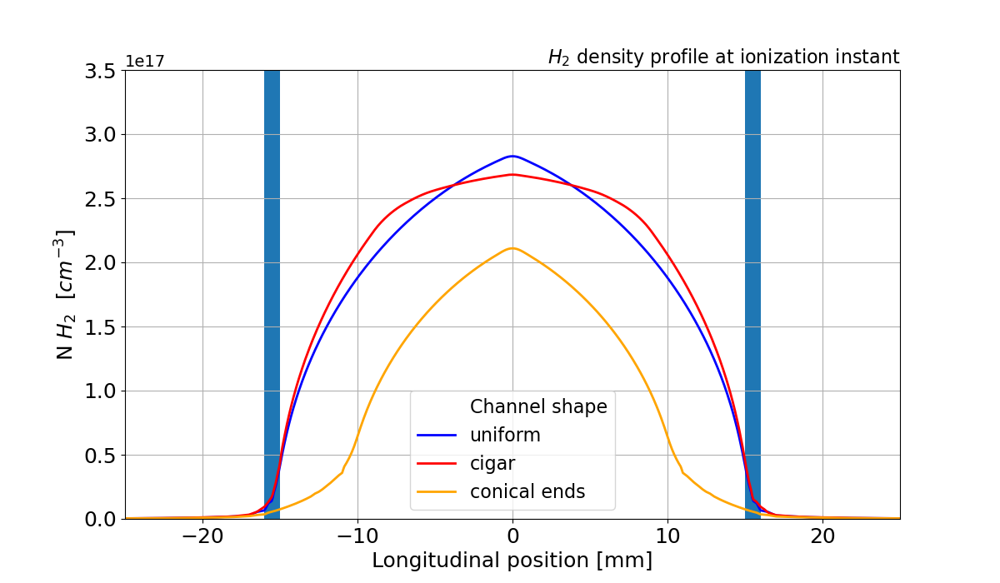 1e17
H₂ density profile at ionization instant
3.5
3.0
2.5
2.0
1.5
1.0
0.5
0.0
N H₂ [cm⁻³]
Channel shape
uniform
cigar
conical ends
−20
−10
0
10
20
Longitudinal position [mm]